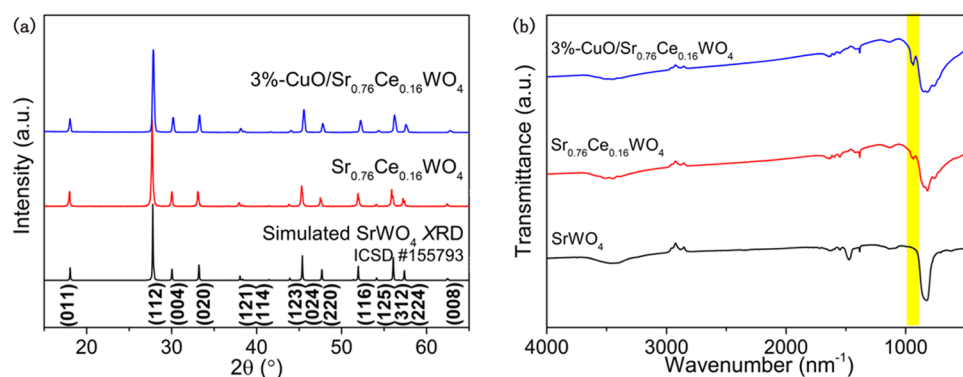 (a)
Intensity (a.u.)
3%-CuO/Sr₀.₇₆Ce₀.₁₆WO₄
Sr₀.₇₆Ce₀.₁₆WO₄
Simulated SrWO₄ XRD
ICSD #155793
(011) (112) (004) (020) (121) (114) (123) (024) (220) (116) (125) (312) (224) (008)
20 30 40 50 60
2θ (°)
(b)
Transmittance (a.u.)
3%-CuO/Sr₀.₇₆Ce₀.₁₆WO₄
Sr₀.₇₆Ce₀.₁₆WO₄
SrWO₄
4000 3000 2000 1000
Wavenumber (nm⁻¹)